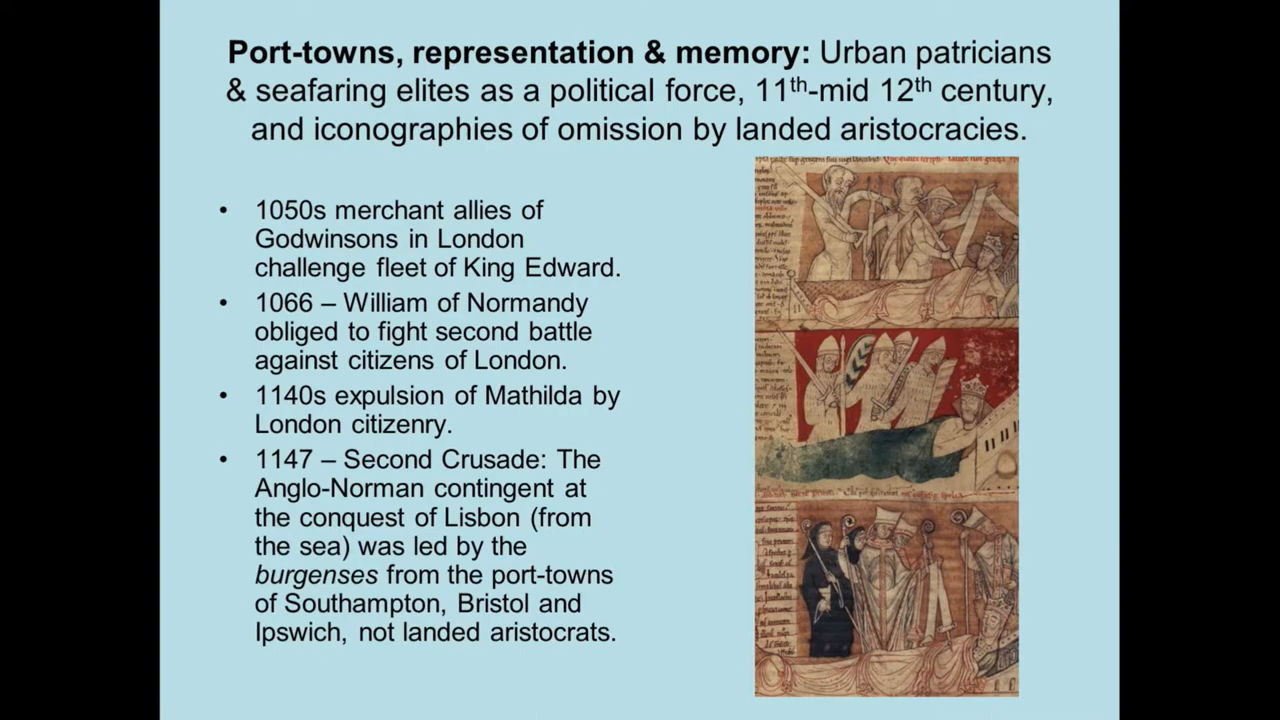 Port-towns, representation & memory: Urban patricians
& seafaring elites as a political force, 11th-mid 12th century,
and iconographies of omission by landed aristocracies.
• 1050s merchant allies of
Godwinsons in London
challenge fleet of King Edward.
• 1066 – William of Normandy
obliged to fight second battle
against citizens of London.
• 1140s expulsion of Mathilda by
London citizenry.
• 1147 – Second Crusade: The
Anglo-Norman contingent at
the conquest of Lisbon (from
the sea) was led by the
burgenses from the port-towns
of Southampton, Bristol and
Ipswich, not landed aristocrats.